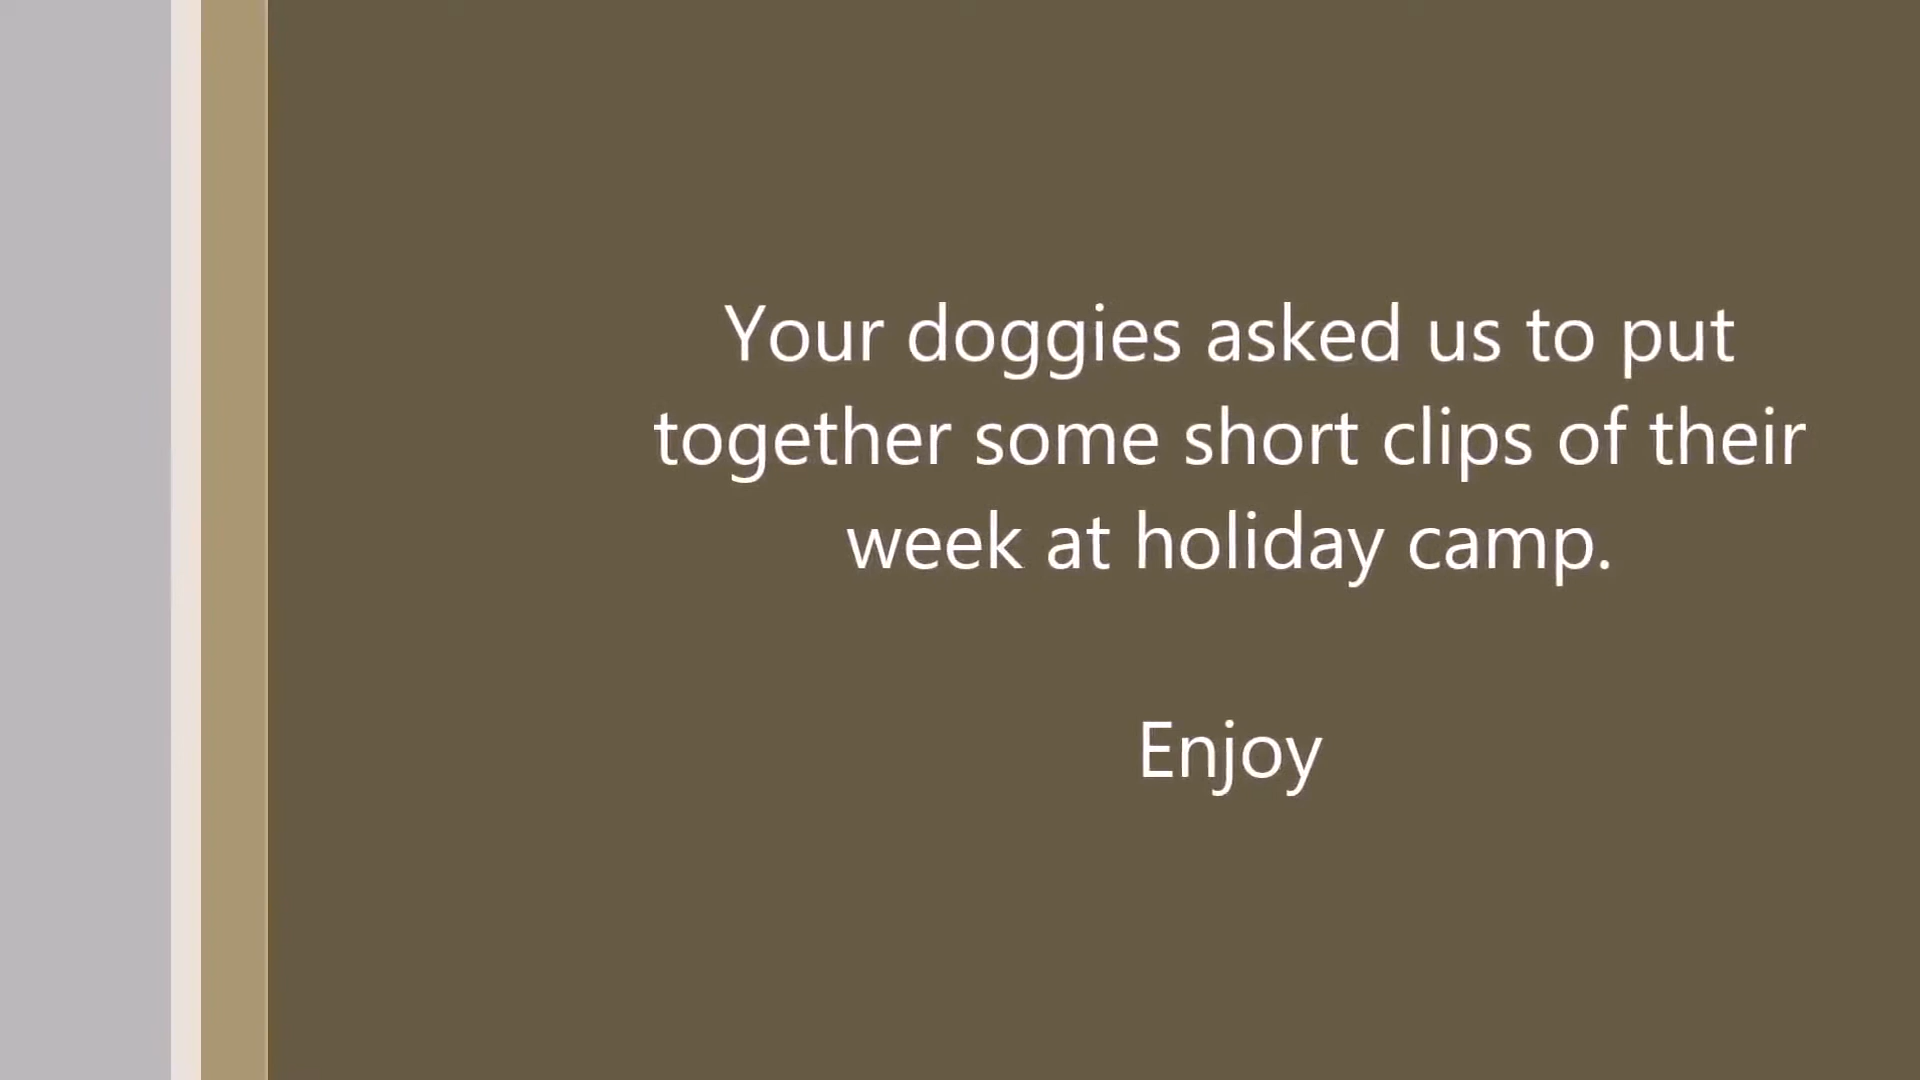 Your doggies asked us to put
together some short clips of their
week at holiday camp.
Enjoy